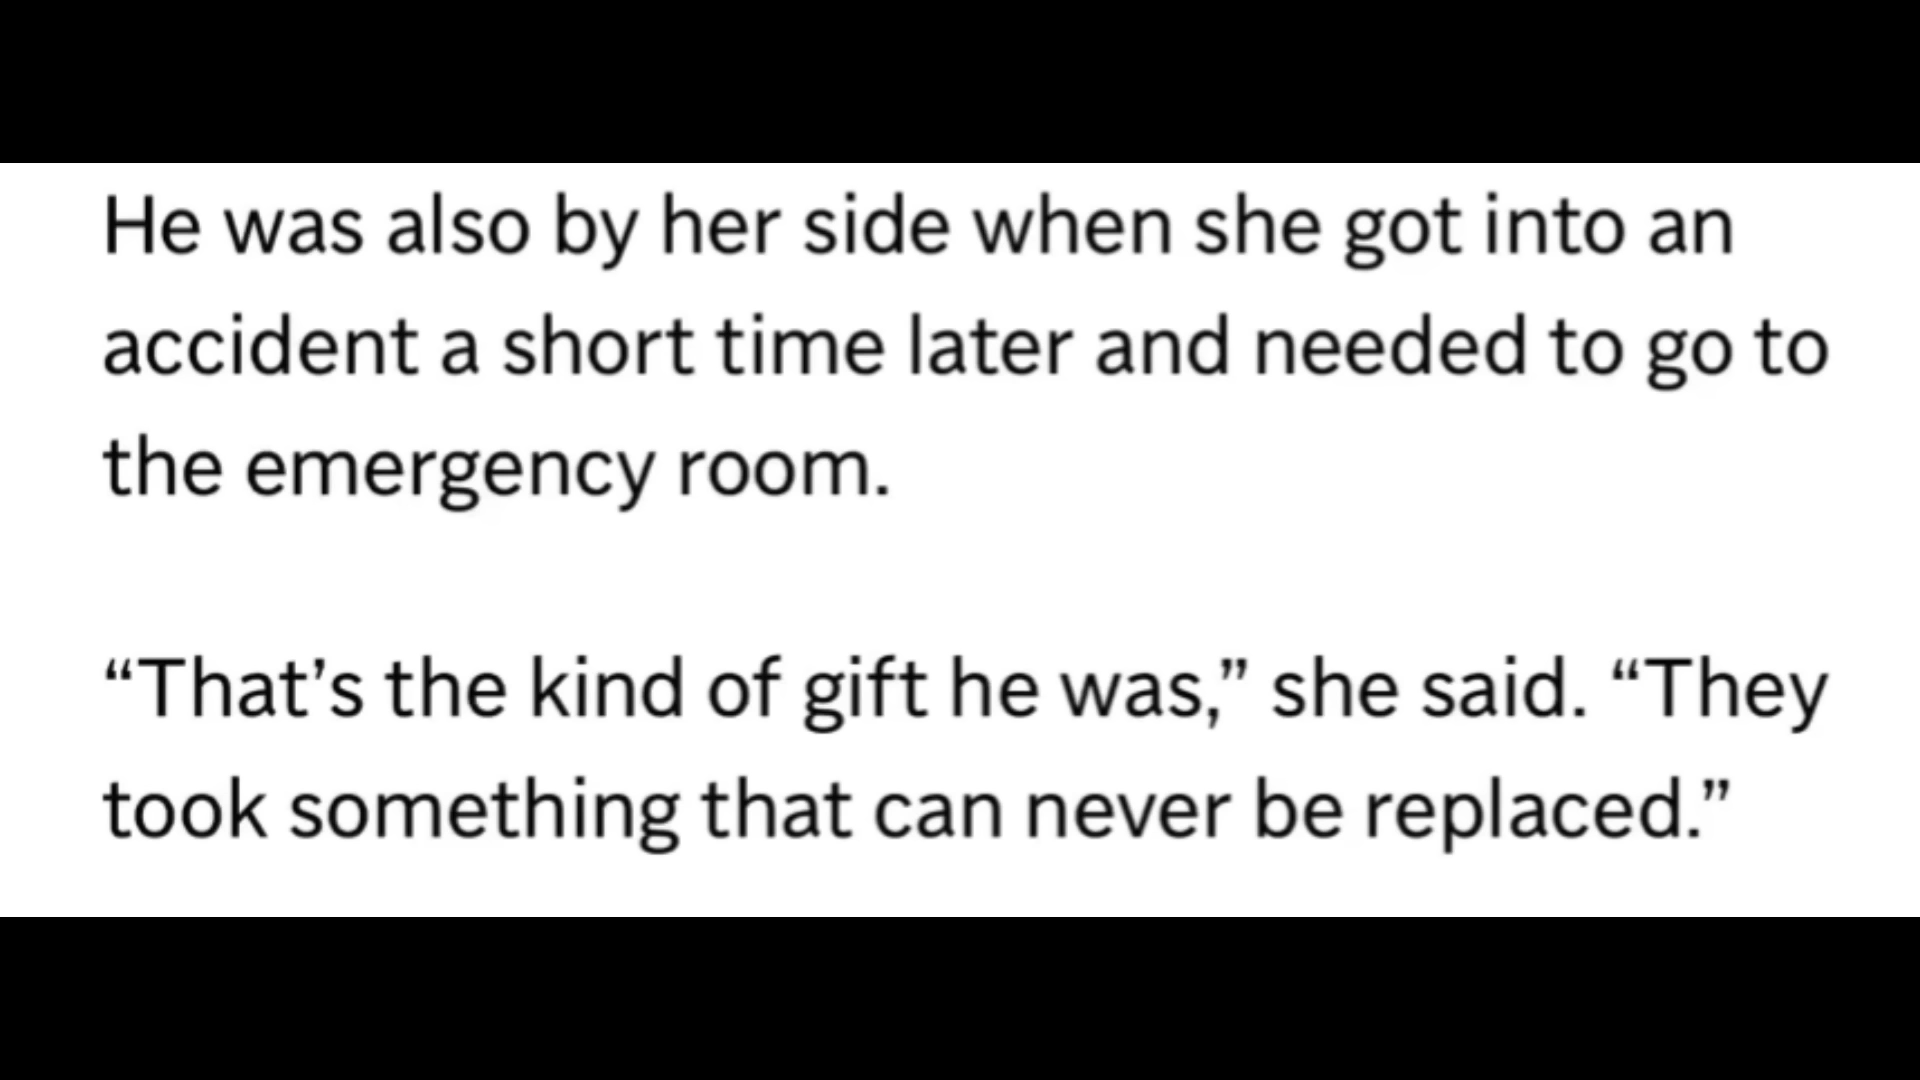 He was also by her side when she got into an
accident a short time later and needed to go to
the emergency room.
“That’s the kind of gift he was,” she said. “They
took something that can never be replaced.”